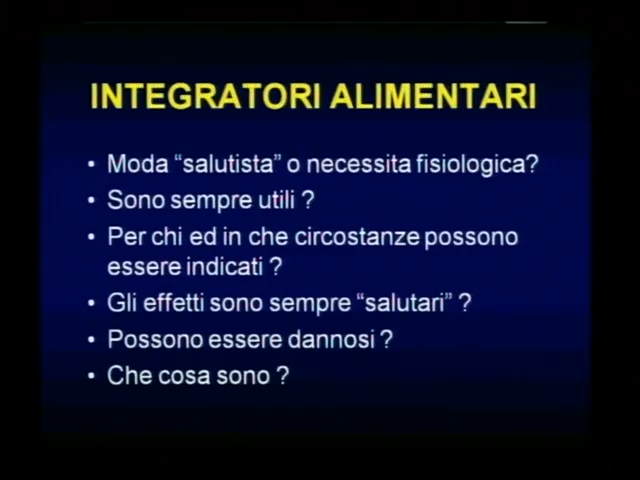 INTEGRATORI ALIMENTARI
• Moda “salutista” o necessita fisiologica?
• Sono sempre utili ?
• Per chi ed in che circostanze possono
essere indicati ?
• Gli effetti sono sempre “salutari” ?
• Possono essere dannosi ?
• Che cosa sono ?